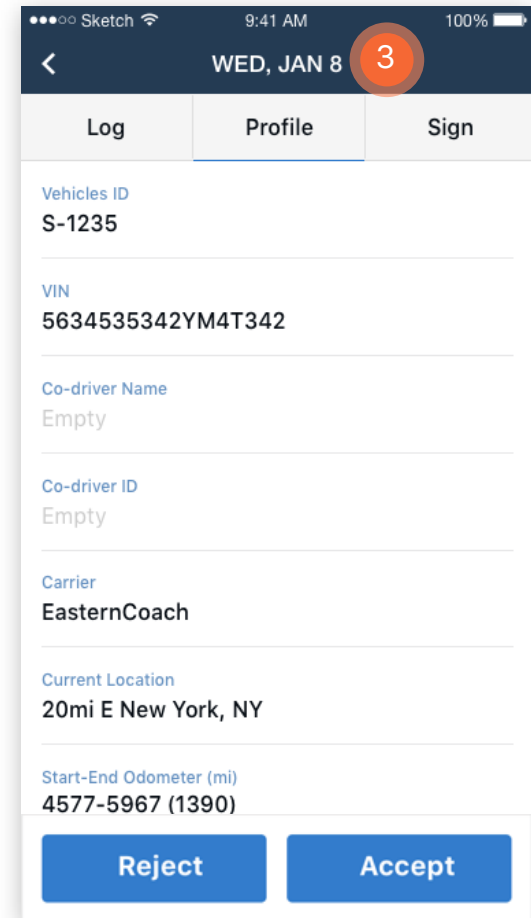 Sketch 9:41 AM 100%
WED, JAN 8 3
Log Profile Sign
Vehicles ID
S-1235
VIN
5634535342YM4T342
Co-driver Name
Empty
Co-driver ID
Empty
Carrier
EasternCoach
Current Location
20mi E New York, NY
Start-End Odometer (mi)
4577-5967 (1390)
Reject Accept